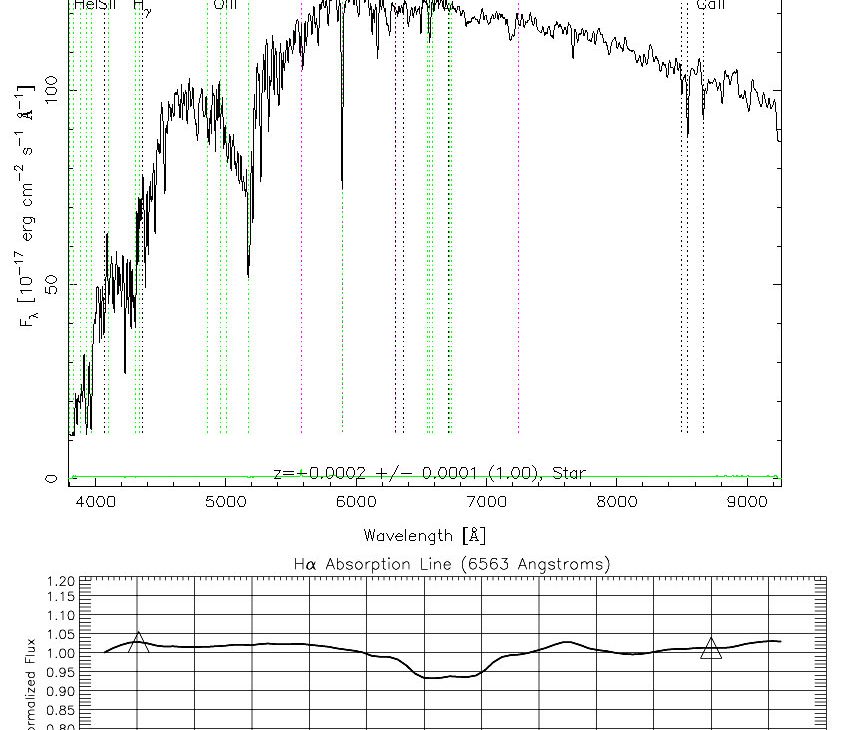 HeISII Hγ OIII CaII
100
50
0
Fλ [10⁻¹⁷ erg cm⁻² s⁻¹ Å⁻¹]
z=-0.0002 +/- 0.0001 (1.00), Star
4000 5000 6000 7000 8000 9000
Wavelength [Å]
Hα Absorption Line (6563 Angstroms)
1.20
1.15
1.10
1.05
1.00
0.95
0.90
0.85
0.80
ormalized Flux